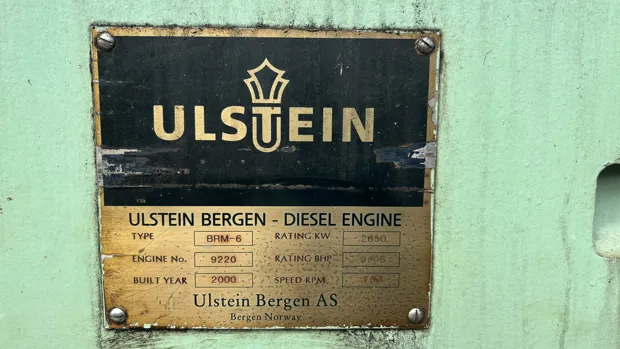 ULSTEIN
ULSTEIN BERGEN - DIESEL ENGINE
TYPE BRM-6 RATING KW 2650
ENGINE No. 9220 RATING BHP
BUILT YEAR 2000 SPEED RPM
Ulstein Bergen AS
Bergen Norway